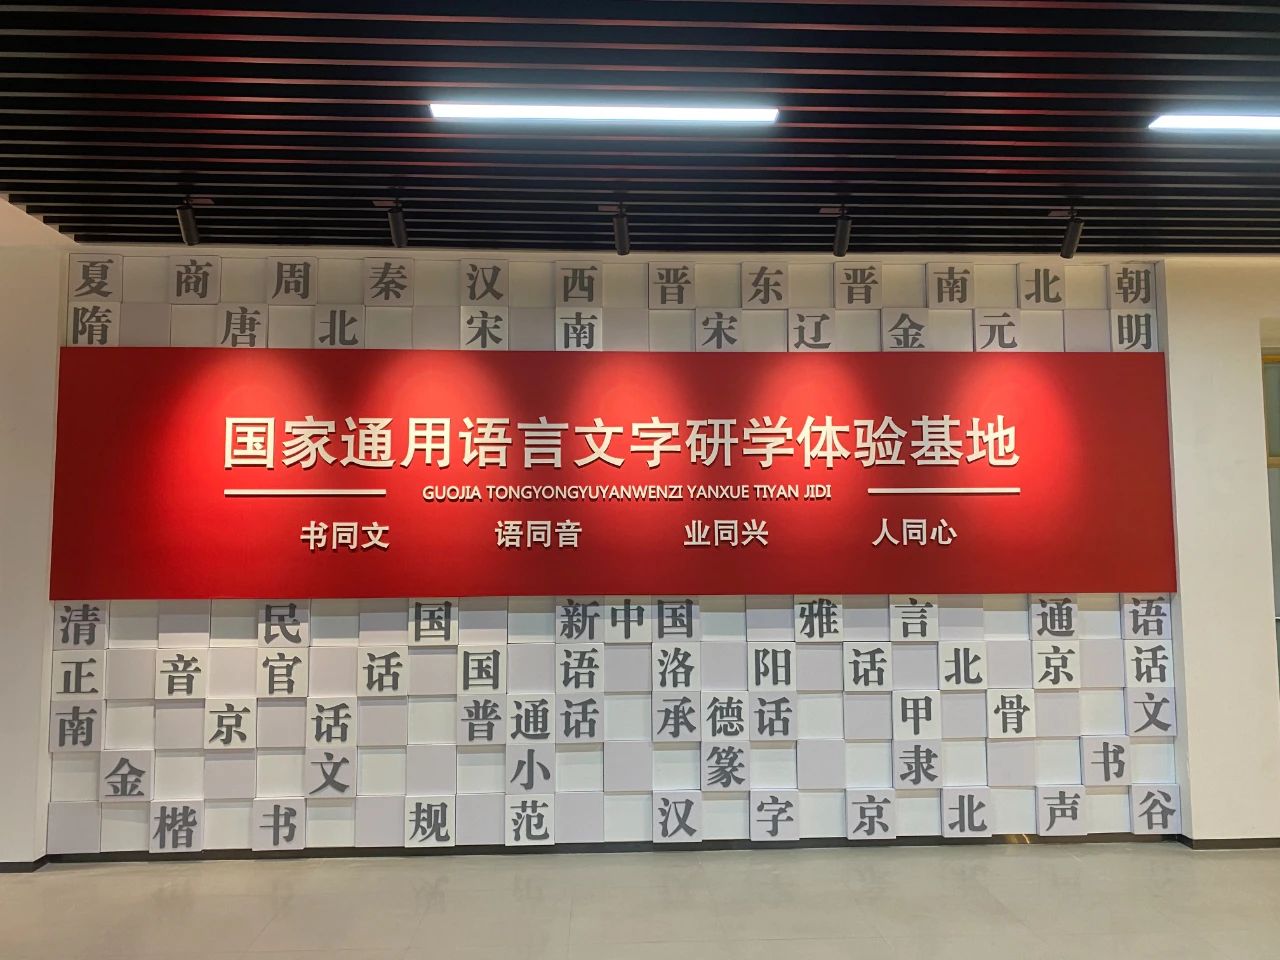 夏商周秦汉西晋东晋南北朝
隋唐北宋南宋辽金元明
国家通用语言文字研学体验基地
GUOJIA TONGYONGYUYANWENZI YANXUE TIYAN JIDI
书同文 语同音 业同兴 人同心
清民国新中国雅言通语
正音官话国语洛阳话北京话
南京话普通话承德话甲骨文
金文小篆隶书
楷书规范汉字京北声谷